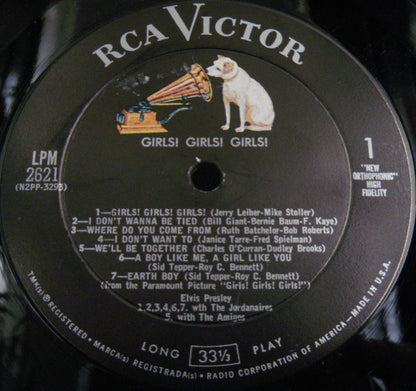 RCA VICTOR
GIRLS! GIRLS! GIRLS!
LPM
2621
(N2PP-3293)
1
"NEW
ORTHOPHONIC"
HIGH
FIDELITY
1—GIRLS! GIRLS! GIRLS! (Jerry Leiber-Mike Stoller)
2—I DON'T WANNA BE TIED (Bill Giant-Bernie Baum-F. Kaye)
3—WHERE DO YOU COME FROM (Ruth Batchelor-Bob Roberts)
4—I DON'T WANT TO (Janice Tarre-Fred Spielman)
5—WE'LL BE TOGETHER (Charles O'Curran-Dudley Brooks)
6—A BOY LIKE ME, A GIRL LIKE YOU
(Sid Tepper-Roy C. Bennett)
7—EARTH BOY (Sid Tepper-Roy C. Bennett)
(from the Paramount Picture "Girls! Girls! Girls!")
Elvis Presley
1,2,3,4,6,7. with The Jordanaires
5. with The Amigos
LONG 33⅓ PLAY
TMK(s) ® REGISTERED • MARCA(s) REGISTRADA(s) • RADIO CORPORATION OF AMERICA—MADE IN U.S.A.